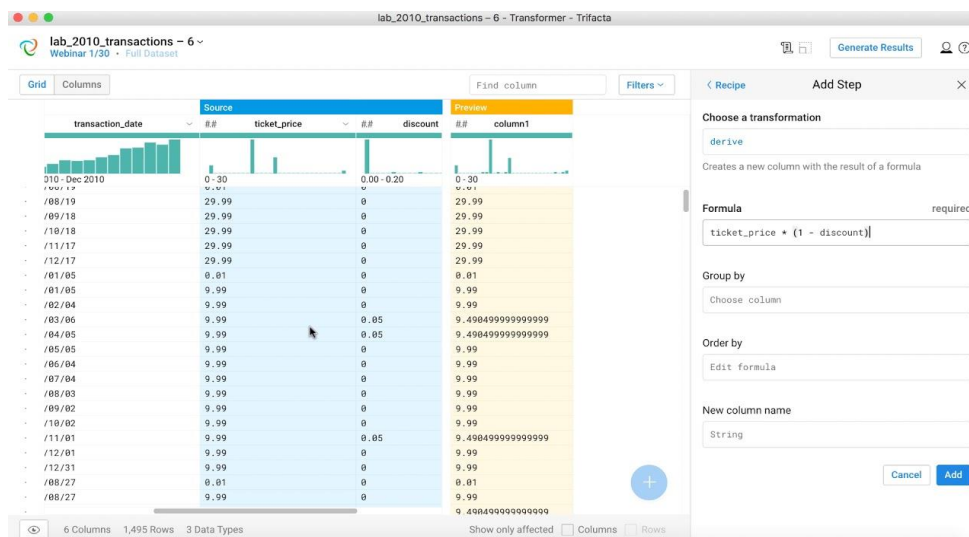 lab_2010_transactions – 6 - Transformer - Trifacta
lab_2010_transactions – 6
Webinar 1/30 • Full Dataset
Generate Results
Grid Columns
Find column
Filters
Source
Preview
transaction_date
## ticket_price
## discount
## column1
010 - Dec 2010
0 - 30
0.00 - 0.20
0 - 30
/08/19 29.99 0 29.99
/09/18 29.99 0 29.99
/10/18 29.99 0 29.99
/11/17 29.99 0 29.99
/12/17 29.99 0 29.99
/01/05 0.01 0 0.01
/01/05 9.99 0 9.99
/02/04 9.99 0 9.99
/03/06 9.99 0.05 9.490499999999999
/04/05 9.99 0.05 9.490499999999999
/05/05 9.99 0 9.99
/06/04 9.99 0 9.99
/07/04 9.99 0 9.99
/08/03 9.99 0 9.99
/09/02 9.99 0 9.99
/10/02 9.99 0 9.99
/11/01 9.99 0.05 9.490499999999999
/12/01 9.99 0 9.99
/12/31 9.99 0 9.99
/08/27 0.01 0 0.01
/08/27 9.99 0 9.99
9.490499999999999
6 Columns 1,495 Rows 3 Data Types
Show only affected Columns Rows
< Recipe
Add Step
Choose a transformation
derive
Creates a new column with the result of a formula
Formula
required
ticket_price * (1 - discount)
Group by
Choose column
Order by
Edit formula
New column name
String
Cancel
Add